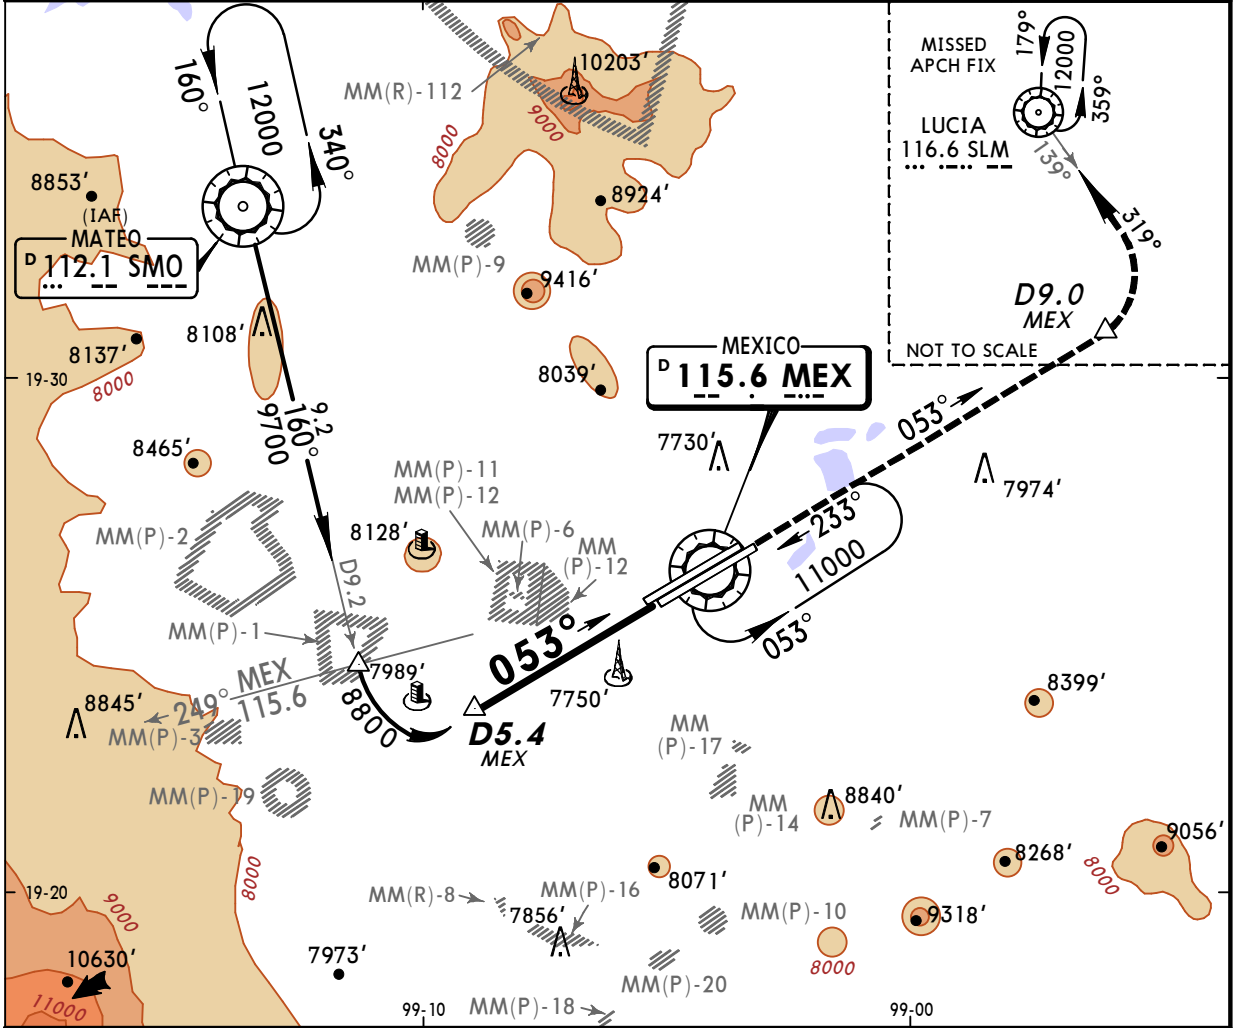 MISSED
APCH FIX
LUCIA
116.6 SLM
179°
12000
359°
139°
319°
D9.0
MEX
NOT TO SCALE
160°
12000
340°
MM(R)-112
10203'
9000
8000
8853'
(IAF)
MATEO
D 112.1 SMO
8924'
MM(P)-9
9416'
8108'
8137'
8000
19-30
8039'
MEXICO
D 115.6 MEX
9.2
160°
9700
8465'
7730'
053°
7974'
MM(P)-11
MM(P)-12
MM(P)-2
8128'
MM(P)-6
MM
(P)-12
233°
11000
053°
D9.2
MM(P)-1
053°
7989'
249°
MEX
115.6
8800
7750'
8845'
MM(P)-3
D5.4
MEX
8399'
MM
(P)-17
MM(P)-19
MM
(P)-14
8840'
MM(P)-7
9056'
8268'
8000
8071'
8000
19-20
9000
MM(R)-8
MM(P)-16
7856'
MM(P)-10
9318'
10630'
7973'
8000
MM(P)-20
11000
MM(P)-18
99-10
99-00